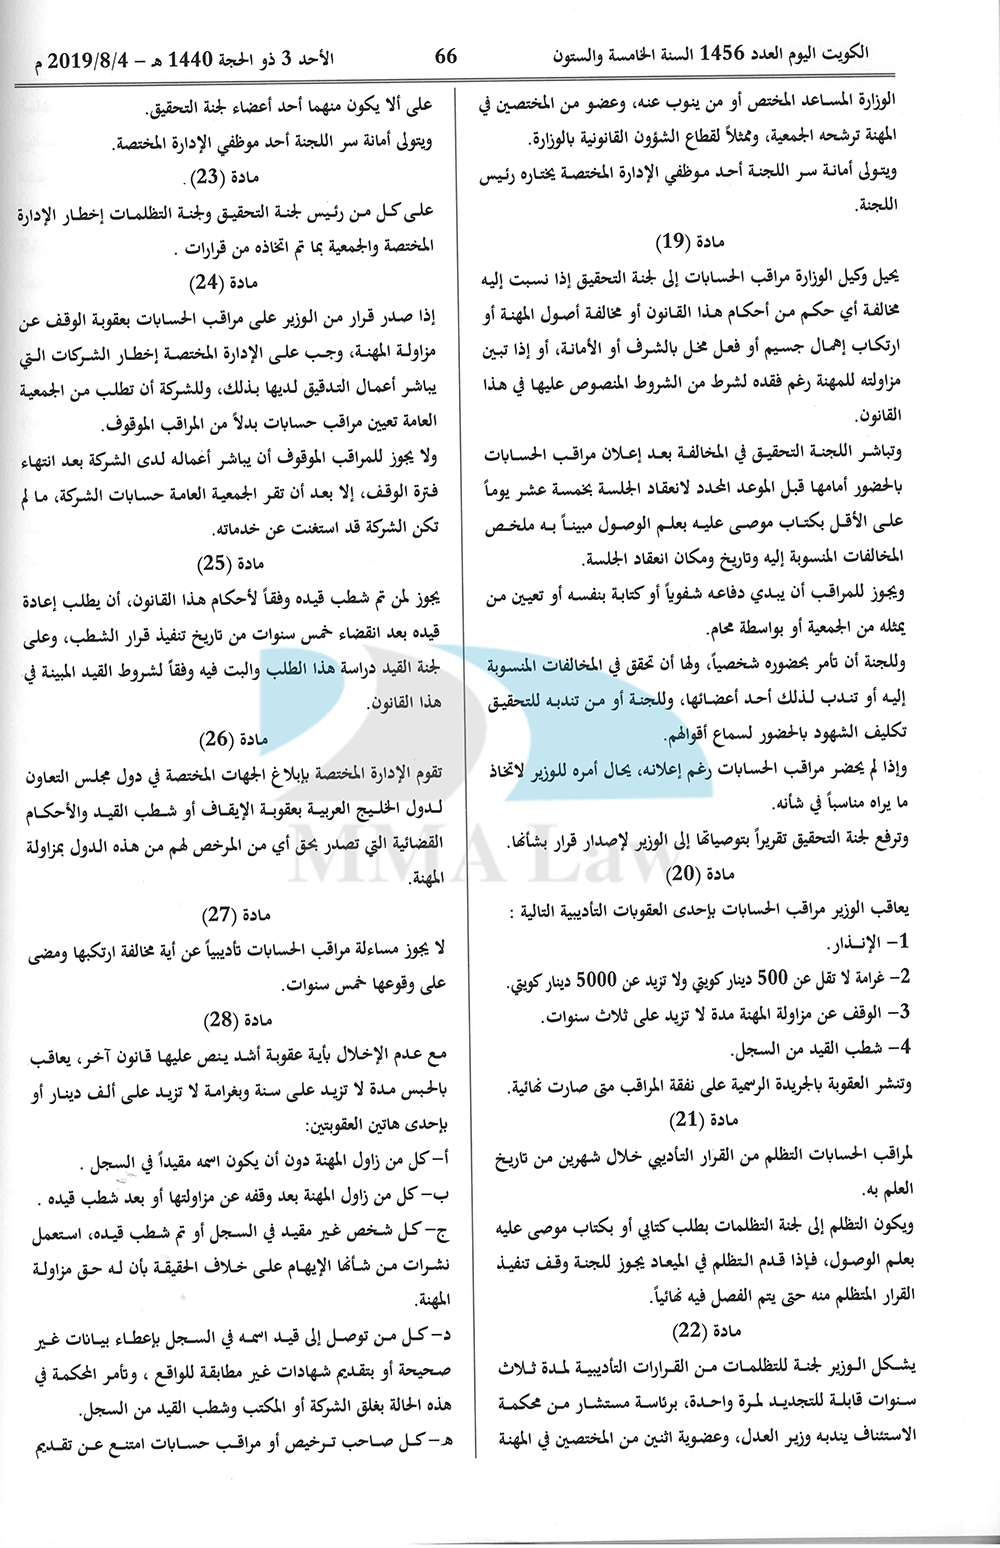 الكويت اليوم العدد 1456 السنة الخامسة والستون
66
الأحد 3 ذو الحجة 1440 هـ – 2019/8/4 م
الوزارة المساعد المختص أو من ينوب عنه، وعضو من المختصين في
المهنة ترشحه الجمعية، وممثلاً لقطاع الشؤون القانونية بالوزارة.
ويتولى أمانة سر اللجنة أحد موظفي الإدارة المختصة يختاره رئيس
اللجنة.
مادة (19)
يحيل وكيل الوزارة مراقب الحسابات إلى لجنة التحقيق إذا نسبت إليه
مخالفة أي حكم من أحكام هذا القانون أو مخالفة أصول المهنة أو
ارتكاب إهمال جسيم أو فعل مخل بالشرف أو الأمانة، أو إذا تبين
مزاولته للمهنة رغم فقده لشرط من الشروط المنصوص عليها في هذا
القانون.
وتباشر اللجنة التحقيق في المخالفة بعد إعلان مراقب الحسابات
بالحضور أمامها قبل الموعد المحدد لانعقاد الجلسة بخمسة عشر يوماً
على الأقل بكتاب موصى عليه بعلم الوصول مبيناً به ملخص
المخالفات المنسوبة إليه وتاريخ ومكان انعقاد الجلسة.
ويجوز للمراقب أن يبدي دفاعه شفوياً أو كتابة بنفسه أو تعيين من
يمثله من الجمعية أو بواسطة محام.
وللجنة أن تأمر بحضوره شخصياً، ولها أن تحقق في المخالفات المنسوبة
إليه أو تندب لذلك أحد أعضائها، وللجنة أو من تندبه للتحقيق
تكليف الشهود بالحضور لسماع أقوالهم.
وإذا لم يحضر مراقب الحسابات رغم إعلانه، يحال أمره للوزير لاتخاذ
ما يراه مناسباً في شأنه.
وترفع لجنة التحقيق تقريراً بتوصياتها إلى الوزير لإصدار قرار بشأنها.
مادة (20)
يعاقب الوزير مراقب الحسابات بإحدى العقوبات التأديبية التالية :
1– الإنـذار.
2– غرامة لا تقل عن 500 دينار كويتي ولا تزيد عن 5000 دينار كويتي.
3– الوقف عن مزاولة المهنة مدة لا تزيد على ثلاث سنوات.
4– شطب القيد من السجل.
وتنشر العقوبة بالجريدة الرسمية على نفقة المراقب متى صارت نهائية.
مادة (21)
لمراقب الحسابات التظلم من القرار التأديبي خلال شهرين من تاريخ
العلم به.
ويكون التظلم إلى لجنة التظلمات بطلب كتابي أو بكتاب موصى عليه
بعلم الوصول، فإذا قدم التظلم في الميعاد يجوز للجنة وقف تنفيذ
القرار المتظلم منه حتى يتم الفصل فيه نهائياً.
مادة (22)
يشكل الوزير لجنة للتظلمات من القرارات التأديبية لمدة ثلاث
سنوات قابلة للتجديد لمرة واحدة، برئاسة مستشار من محكمة
الاستئناف يندبه وزير العدل، وعضوية اثنين من المختصين في المهنة
على ألا يكون منهما أحد أعضاء لجنة التحقيق.
ويتولى أمانة سر اللجنة أحد موظفي الإدارة المختصة.
مادة (23) .
على كل من رئيس لجنة التحقيق ولجنة التظلمات إخطار الإدارة
المختصة والجمعية بما تم اتخاذه من قرارات .
مادة (24)
إذا صدر قرار من الوزير على مراقب الحسابات بعقوبة الوقف عن
مزاولة المهنة، وجب على الإدارة المختصة إخطار الشركات التي
يباشر أعمال التدقيق لديها بذلك، وللشركة أن تطلب من الجمعية
العامة تعيين مراقب حسابات بدلاً من المراقب الموقوف.
ولا يجوز للمراقب الموقوف أن يباشر أعماله لدى الشركة بعد انتهاء
فترة الوقف، إلا بعد أن تقر الجمعية العامة حسابات الشركة، ما لم
تكن الشركة قد استغنت عن خدماته.
مادة (25)
يجوز لمن تم شطب قيده وفقاً لأحكام هذا القانون، أن يطلب إعادة
قيده بعد انقضاء خمس سنوات من تاريخ تنفيذ قرار الشطب، وعلى
لجنة القيد دراسة هذا الطلب والبت فيه وفقاً لشروط القيد المبينة في
هذا القانون.
مادة (26)
تقوم الإدارة المختصة بإبلاغ الجهات المختصة في دول مجلس التعاون
لدول الخليج العربية بعقوبة الإيقاف أو شطب القيد والأحكام
القضائية التي تصدر بحق أي من المرخص لهم من هذه الدول بمزاولة
المهنة.
مادة (27)
لا يجوز مساءلة مراقب الحسابات تأديبياً عن أية مخالفة ارتكبها ومضى
على وقوعها خمس سنوات.
مادة (28)
مع عدم الإخلال بأية عقوبة أشد ينص عليها قانون آخر، يعاقب
بالحبس مدة لا تزيد على سنة وبغرامة لا تزيد على ألف دينار أو
بإحدى هاتين العقوبتين:
أ– كل من زاول المهنة دون أن يكون اسمه مقيداً في السجل .
ب– كل من زاول المهنة بعد وقفه عن مزاولتها أو بعد شطب قيده .
ج– كل شخص غير مقيد في السجل أو تم شطب قيده، استعمل
نشرات من شأنها الإيهام على خلاف الحقيقة بأن له حق مزاولة
المهنة.
د– كل من توصل إلى قيد اسمه في السجل بإعطاء بيانات غير
صحيحة أو بتقديم شهادات غير مطابقة للواقع ، وتأمر المحكمة في
هذه الحالة بغلق الشركة أو المكتب وشطب القيد من السجل.
هـ– كل صاحب ترخيص أو مراقب حسابات امتنع عن تقديم
MMA Law